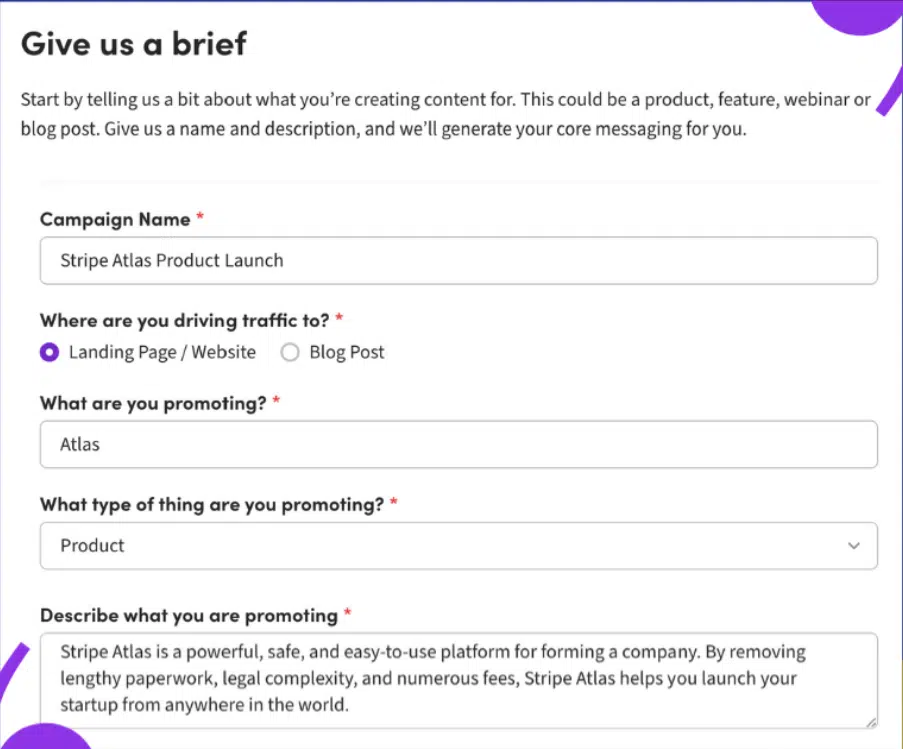 Give us a brief
Start by telling us a bit about what you’re creating content for. This could be a product, feature, webinar or
blog post. Give us a name and description, and we’ll generate your core messaging for you.
Campaign Name *
Stripe Atlas Product Launch
Where are you driving traffic to? *
Landing Page / Website Blog Post
What are you promoting? *
Atlas
What type of thing are you promoting? *
Product
Describe what you are promoting *
Stripe Atlas is a powerful, safe, and easy-to-use platform for forming a company. By removing
lengthy paperwork, legal complexity, and numerous fees, Stripe Atlas helps you launch your
startup from anywhere in the world.